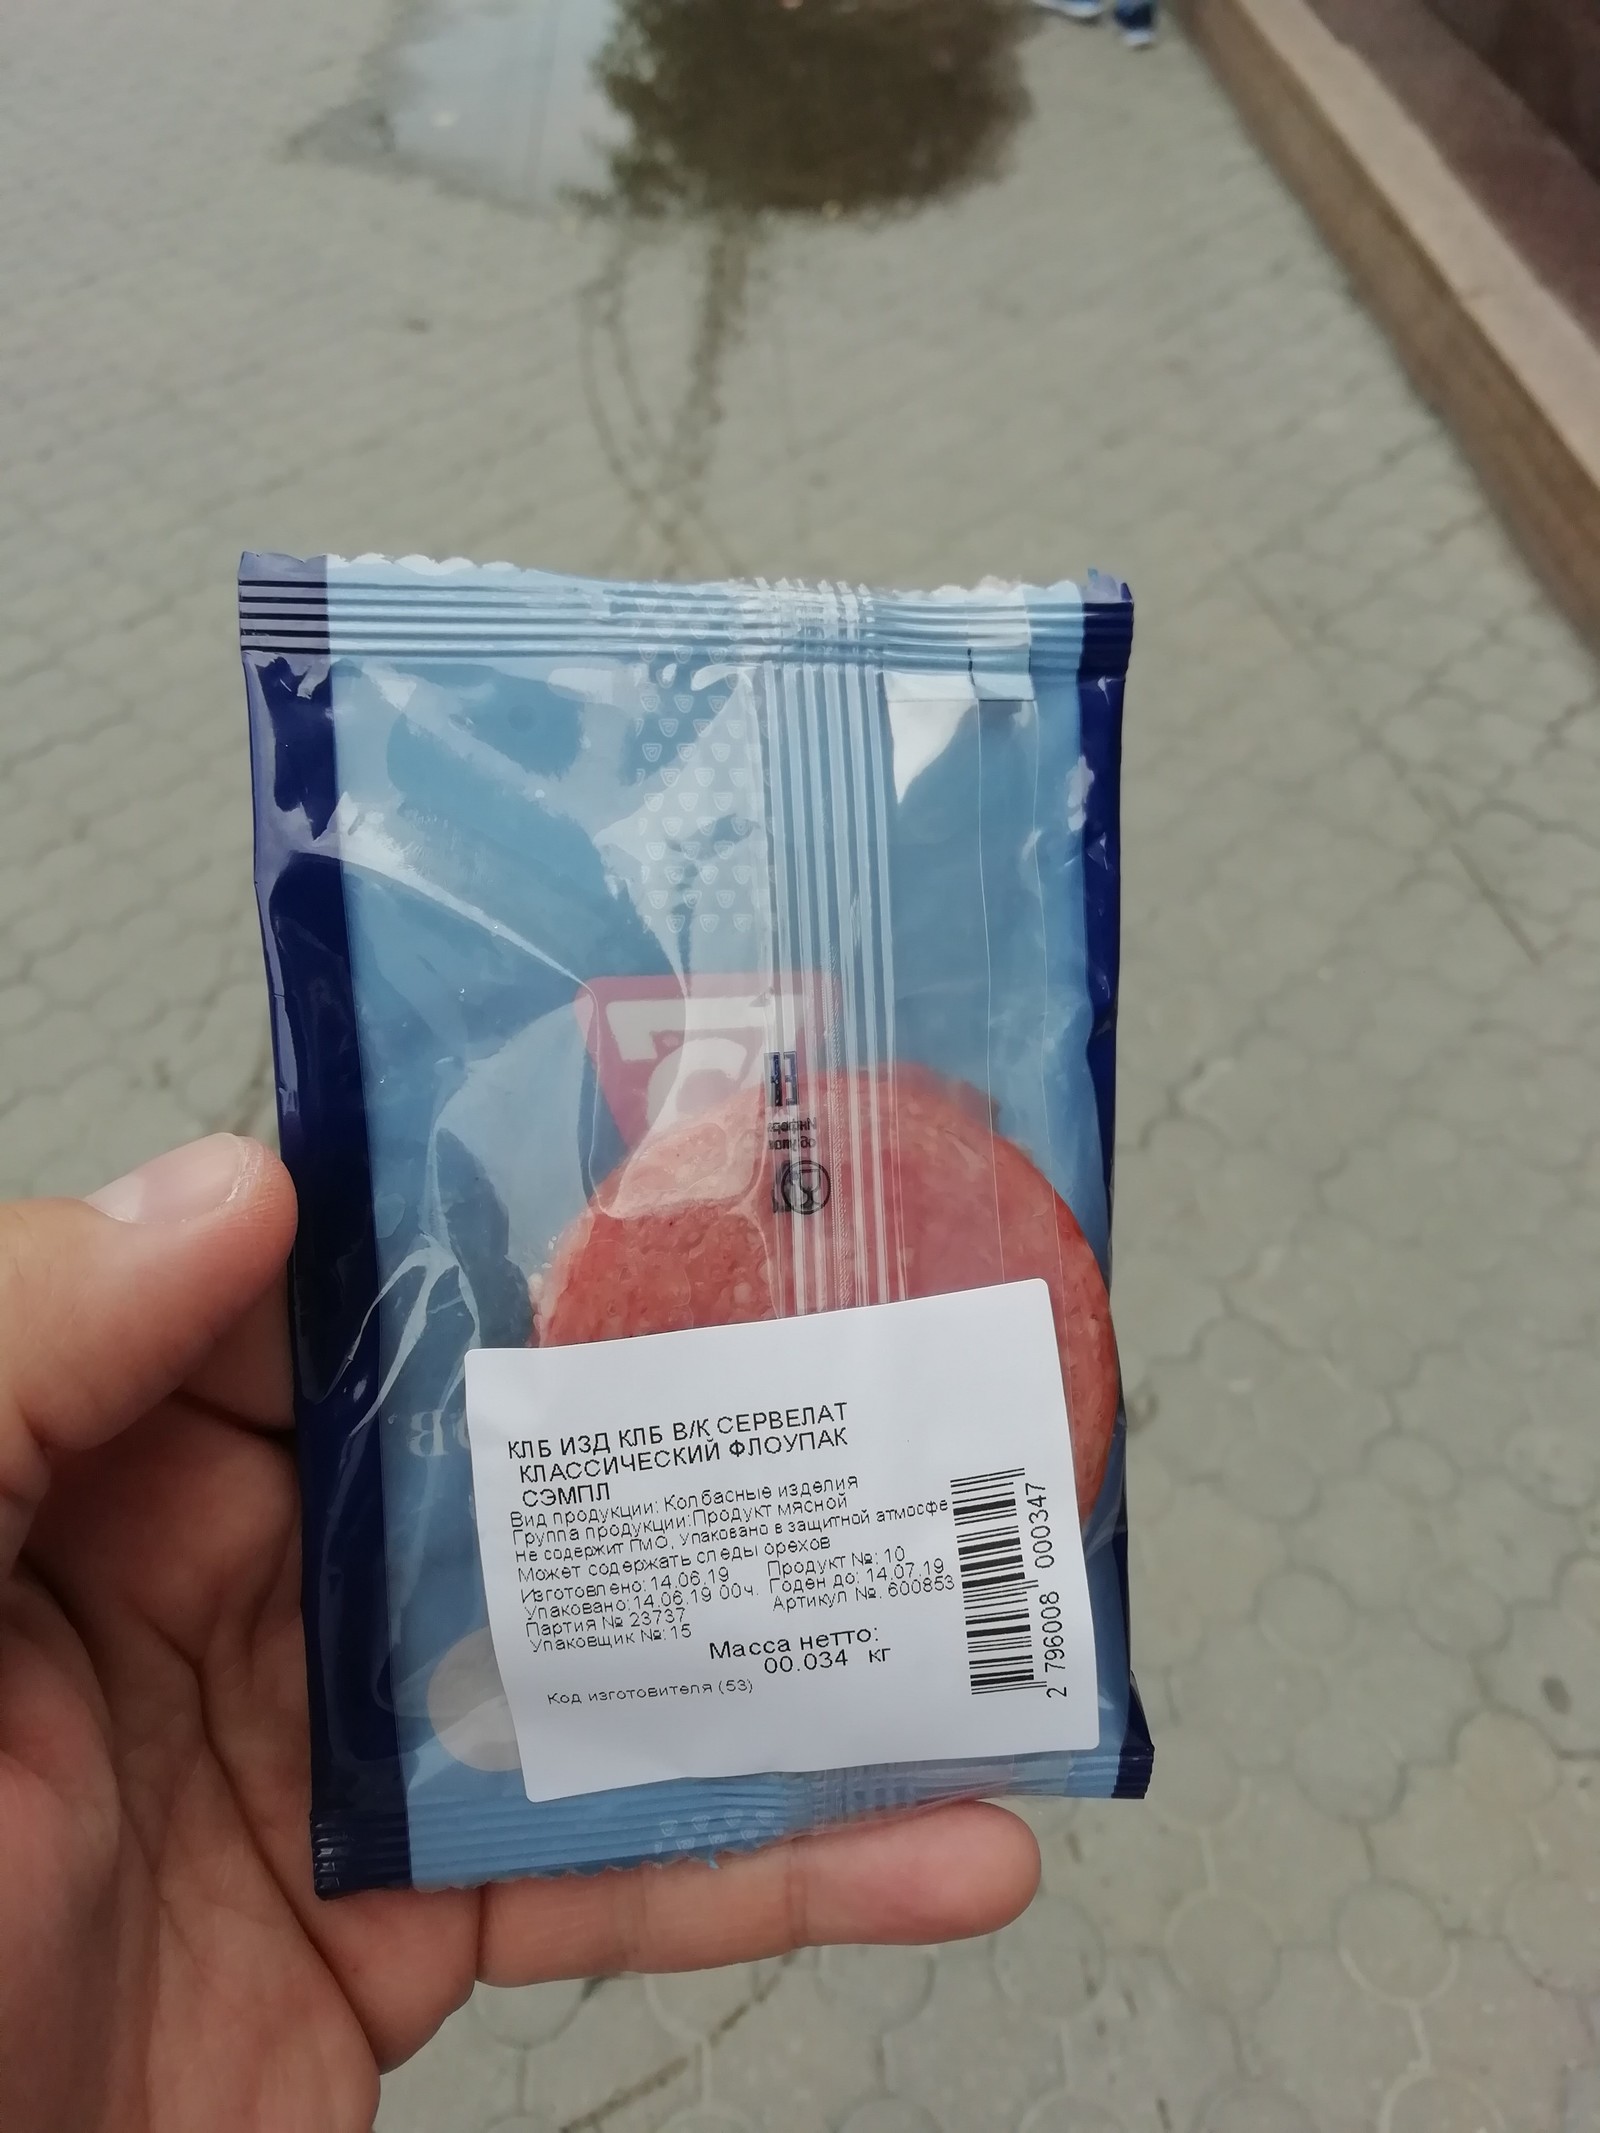 КЛБ ИЗД КЛБ В/К СЕРВЕЛАТ
КЛАССИЧЕСКИЙ ФЛОУПАК
СЭМПЛ
Вид продукции: Колбасные изделия
Группа продукции: Продукт мясной
не содержит ГМО, упаковано в защитной атмосфе
Может содержать следы орехов
Изготовлено: 14.06.19 Продукт №: 10
Упаковано: 14.06.19 00ч. Годен до: 14.07.19
Партия № 23737 Артикул №. 600853
Упаковщик №: 15
Масса нетто:
00.034 кг
Код изготовителя (53)
2 796008 000347